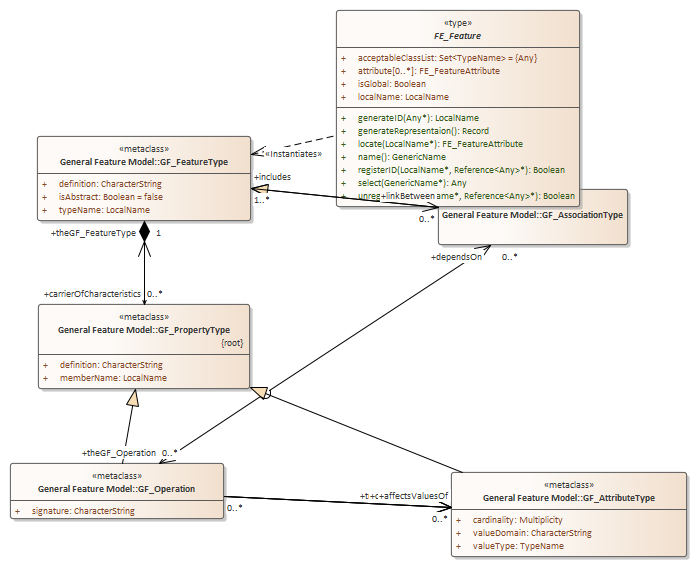 «type»
FE_Feature
+ acceptableClassList: Set<TypeName> = {Any}
+ attribute[0..*]: FE_FeatureAttribute
+ isGlobal: Boolean
+ localName: LocalName
+ generateID(Any*): LocalName
+ generateRepresentaion(): Record
+ locate(LocalName*): FE_FeatureAttribute
+ name(): GenericName
+ registerID(LocalName*, Reference<Any>*): Boolean
+ select(GenericName*): Any
+ unreg +linkBetween ame*, Reference<Any>*): Boolean
«metaclass»
General Feature Model::GF_FeatureType
+ definition: CharacterString
+ isAbstract: Boolean = false
+ typeName: LocalName
«Instantiates»
+includes
1..*
0..*
General Feature Model::GF_AssociationType
+theGF_FeatureType 1
+dependsOn 0..*
+carrierOfCharacteristics 0..*
«metaclass»
General Feature Model::GF_PropertyType
{root}
+ definition: CharacterString
+ memberName: LocalName
+theGF_Operation 0..*
«metaclass»
General Feature Model::GF_Operation
+ signature: CharacterString
0..*
+affectsValuesOf
0..*
«metaclass»
General Feature Model::GF_AttributeType
+ cardinality: Multiplicity
+ valueDomain: CharacterString
+ valueType: TypeName